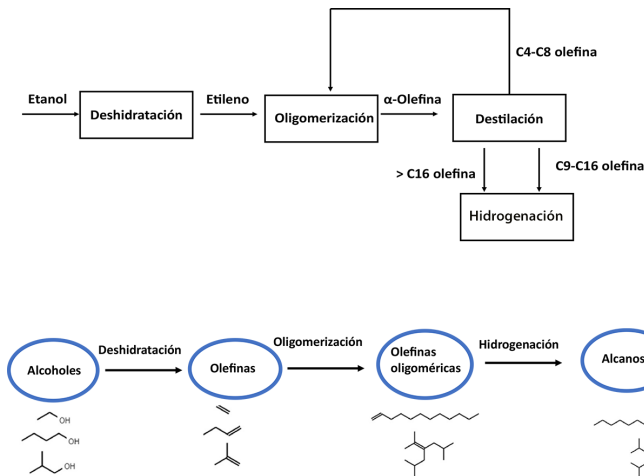 C4-C8 olefina
Etanol
Deshidratación
Etileno
Oligomerización
α-Olefina
Destilación
> C16 olefina
C9-C16 olefina
Hidrogenación
Alcoholes
Deshidratación
Olefinas
Oligomerización
Olefinas
oligoméricas
Hidrogenación
Alcanos
OH
OH
OH